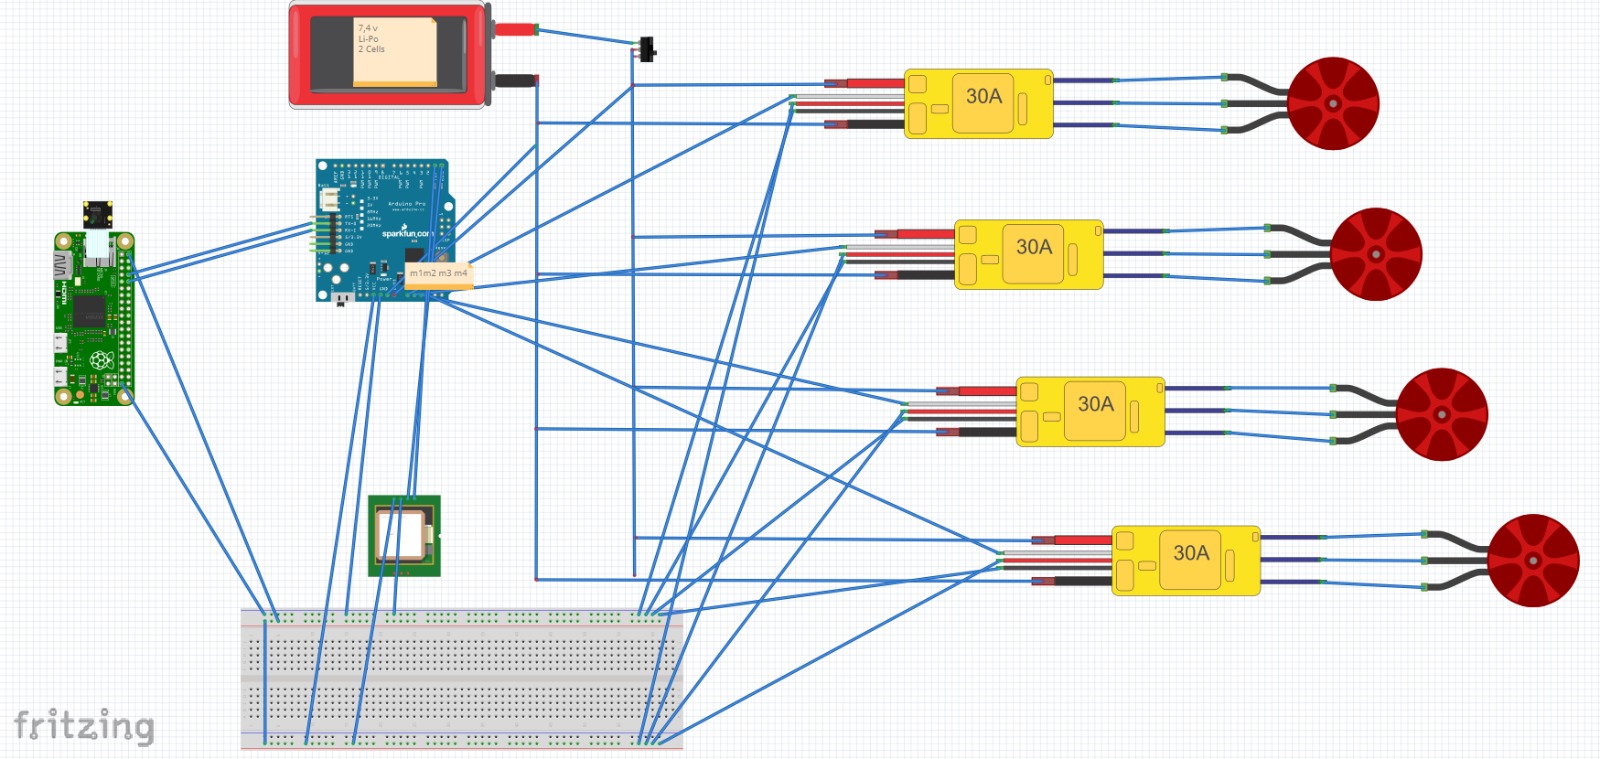 7,4 v
Li-Po
2 Cells
30A
DIGITAL
Arduino Pro
sparkfun.com
m1m2 m3 m4
30A
HDMI
30A
30A
fritzing